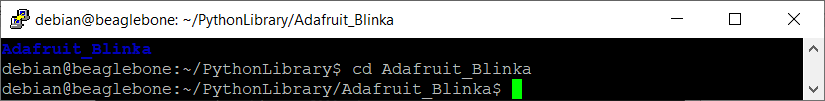 debian@beaglebone: ~/PythonLibrary/Adafruit_Blinka
Adafruit_Blinka
debian@beaglebone:~/PythonLibrary$ cd Adafruit_Blinka
debian@beaglebone:~/PythonLibrary/Adafruit_Blinka$